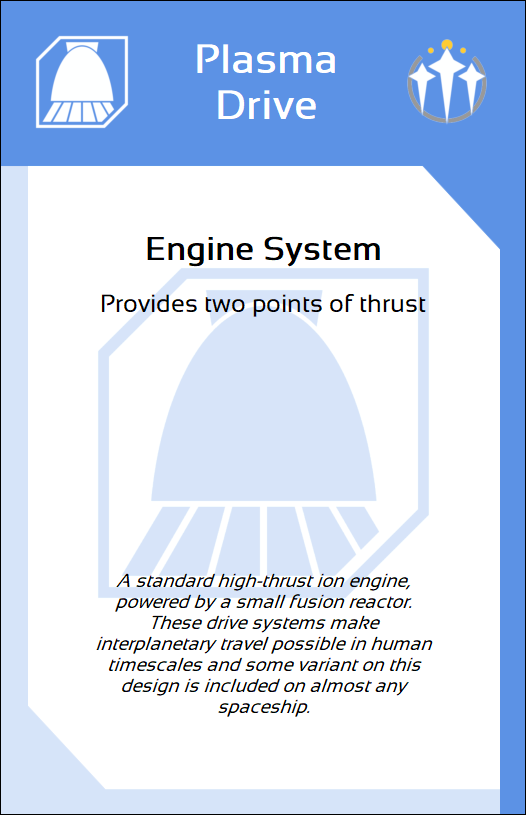 Plasma
Drive
Engine System
Provides two points of thrust
A standard high-thrust ion engine,
powered by a small fusion reactor.
These drive systems make
interplanetary travel possible in human
timescales and some variant on this
design is included on almost any
spaceship.